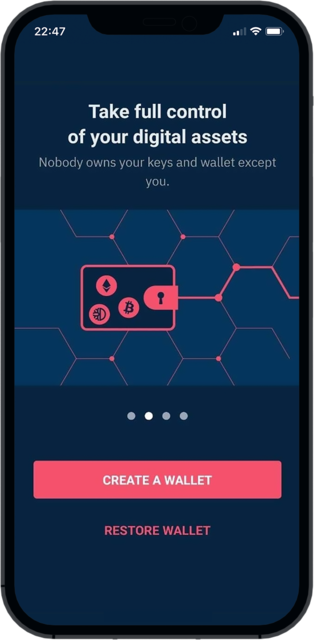 22:47
Take full control
of your digital assets
Nobody owns your keys and wallet except
you.
CREATE A WALLET
RESTORE WALLET